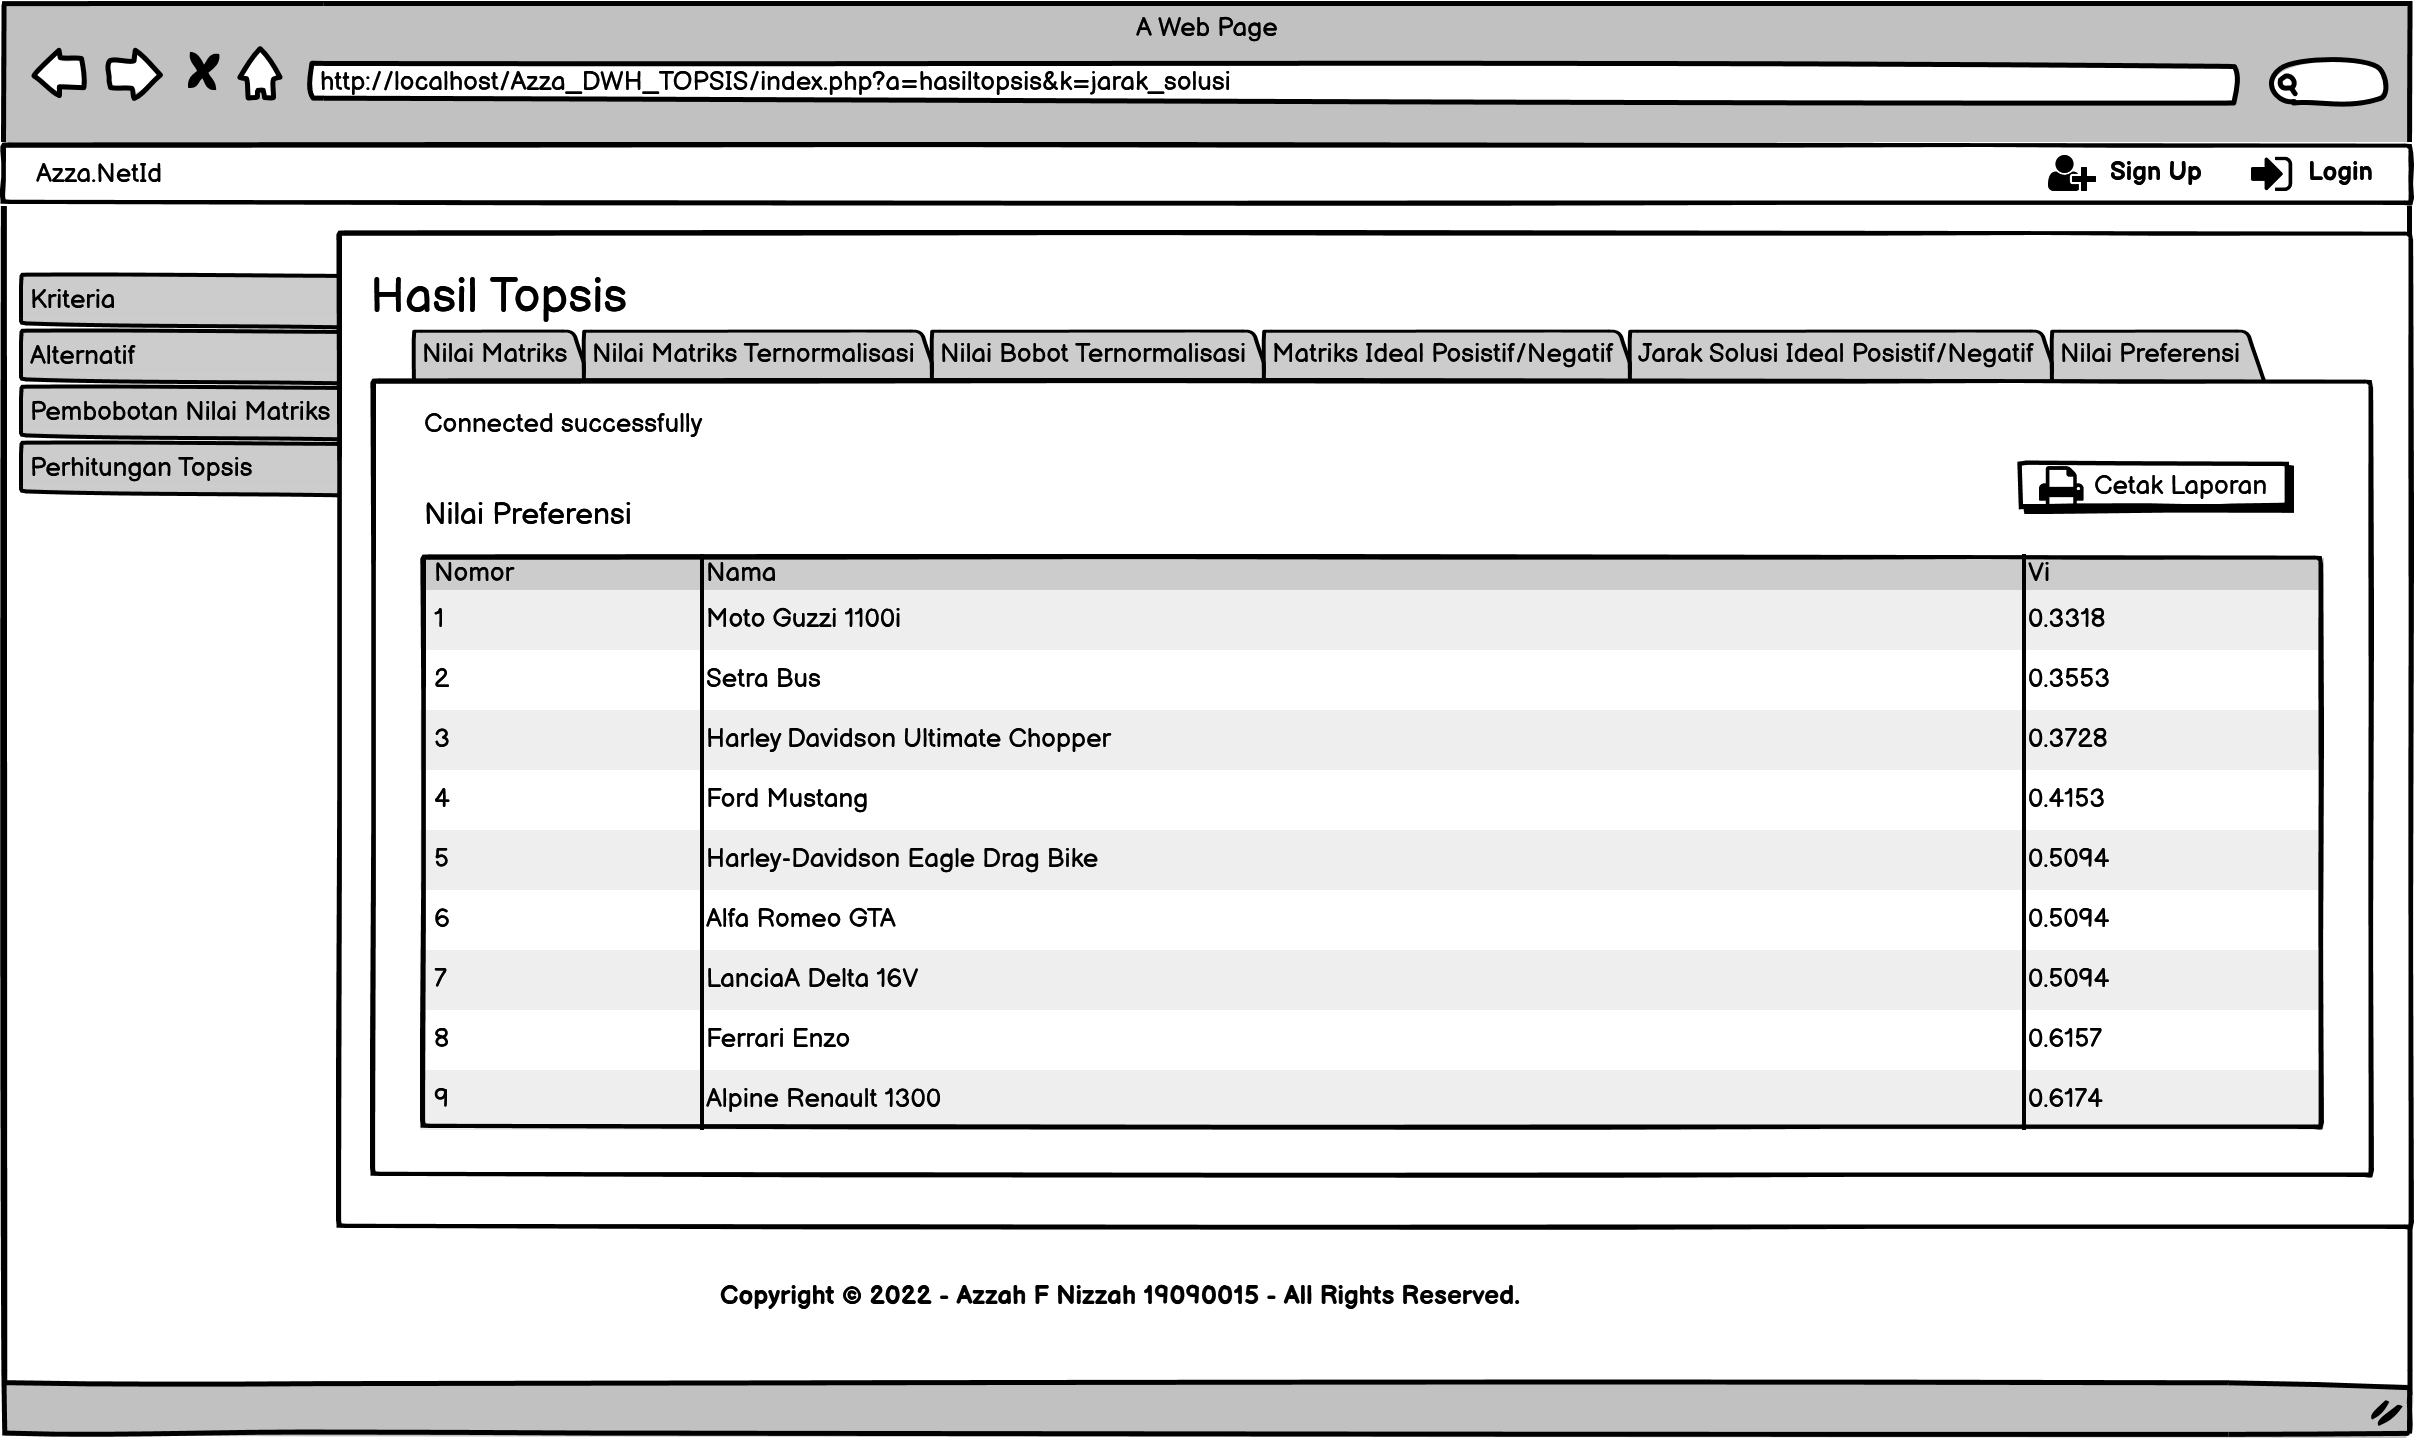 A Web Page
http://localhost/Azza_DWH_TOPSIS/index.php?a=hasiltopsis&k=jarak_solusi
Azza.NetId Sign Up Login
Kriteria
Alternatif
Pembobotan Nilai Matriks
Perhitungan Topsis
Hasil Topsis
Nilai Matriks Nilai Matriks Ternormalisasi Nilai Bobot Ternormalisasi Matriks Ideal Posistif/Negatif Jarak Solusi Ideal Posistif/Negatif Nilai Preferensi
Connected successfully
Cetak Laporan
Nilai Preferensi
Nomor Nama Vi
1 Moto Guzzi 1100i 0.3318
2 Setra Bus 0.3553
3 Harley Davidson Ultimate Chopper 0.3728
4 Ford Mustang 0.4153
5 Harley-Davidson Eagle Drag Bike 0.5094
6 Alfa Romeo GTA 0.5094
7 LanciaA Delta 16V 0.5094
8 Ferrari Enzo 0.6157
9 Alpine Renault 1300 0.6174
Copyright © 2022 - Azzah F Nizzah 19090015 - All Rights Reserved.